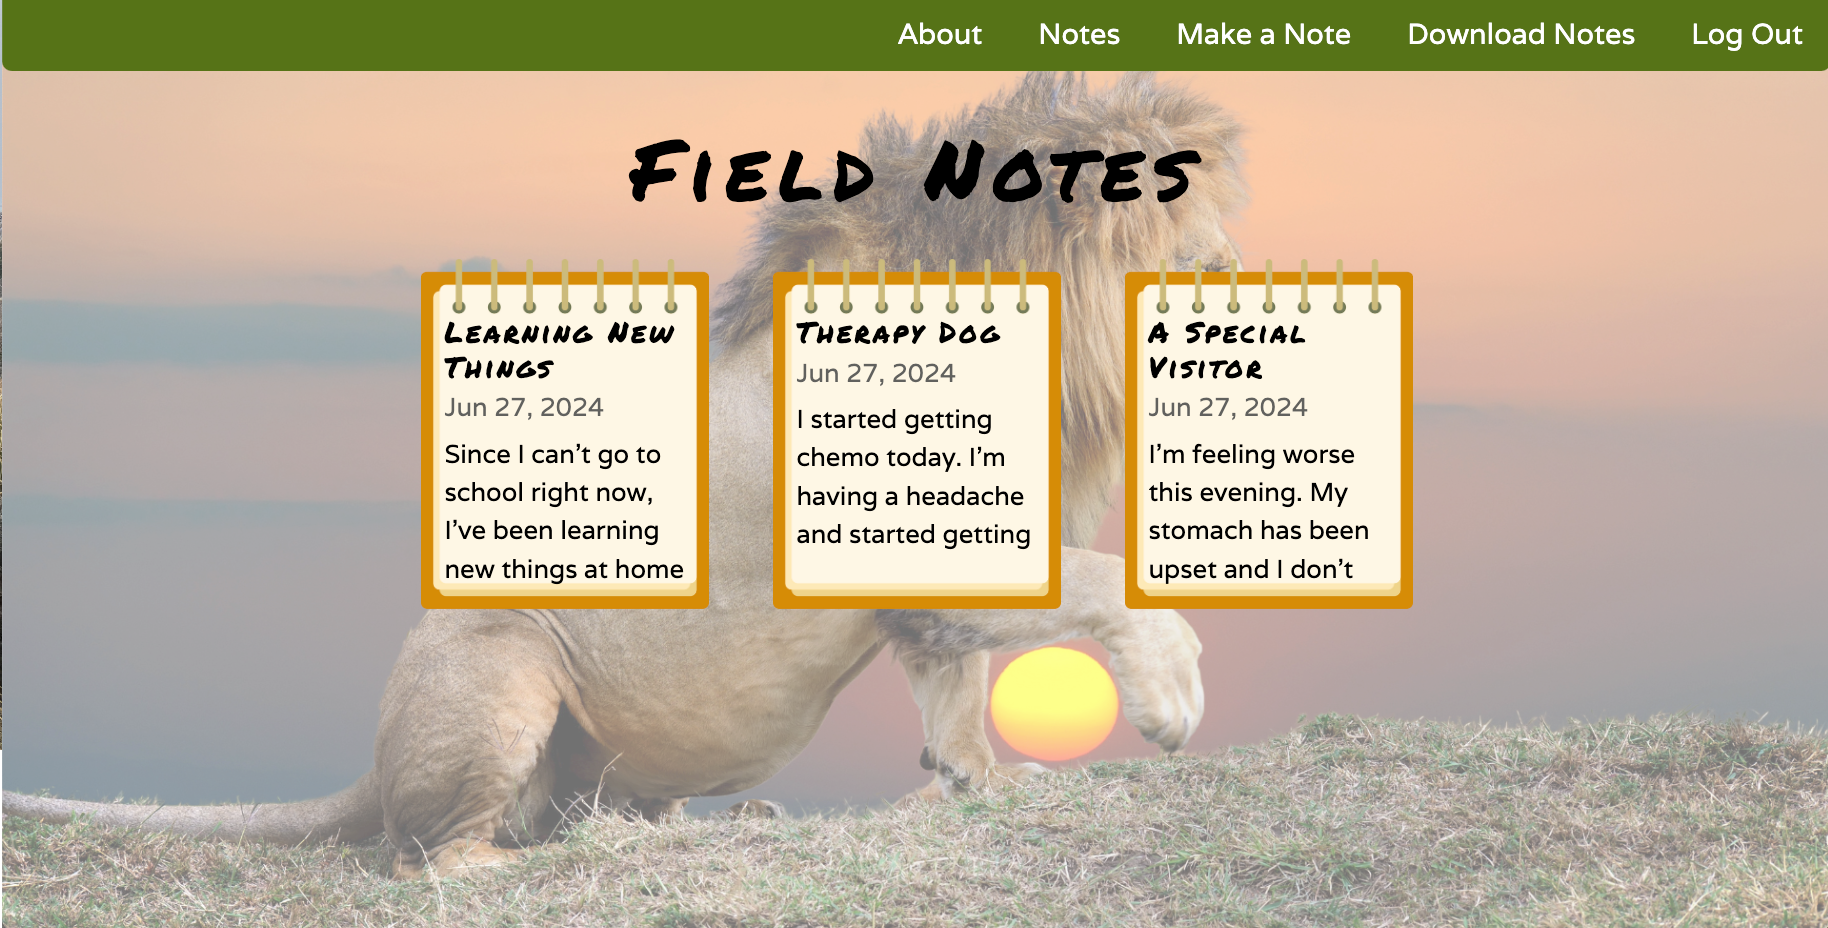 About Notes Make a Note Download Notes Log Out
Field Notes
Learning New
Things
Jun 27, 2024
Since I can’t go to
school right now,
I’ve been learning
new things at home
Therapy Dog
Jun 27, 2024
I started getting
chemo today. I’m
having a headache
and started getting
A Special
Visitor
Jun 27, 2024
I’m feeling worse
this evening. My
stomach has been
upset and I don’t